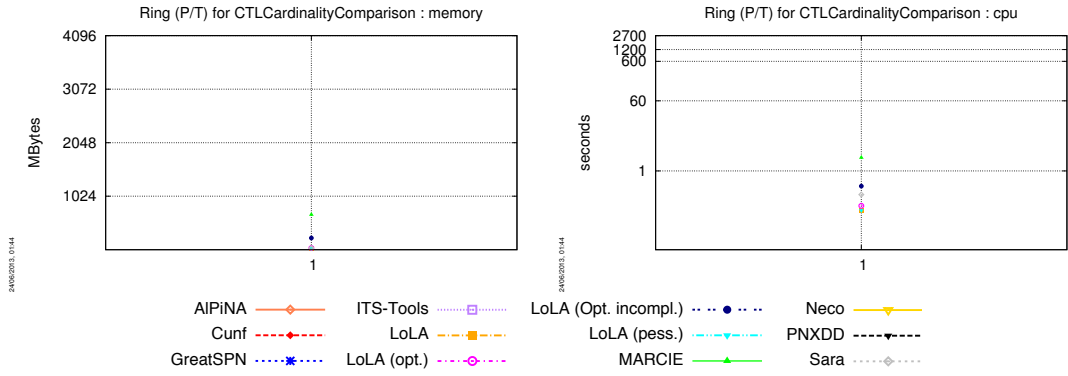 Ring (P/T) for CTLCardinalityComparison : memory
4096
3072
2048
1024
MBytes
1
24/06/2013, 01:44
Ring (P/T) for CTLCardinalityComparison : cpu
2700
1200
600
60
1
seconds
1
24/06/2013, 01:44
AlPiNA
Cunf
GreatSPN
ITS-Tools
LoLA
LoLA (opt.)
LoLA (Opt. incompl.)
LoLA (pess.)
MARCIE
Neco
PNXDD
Sara